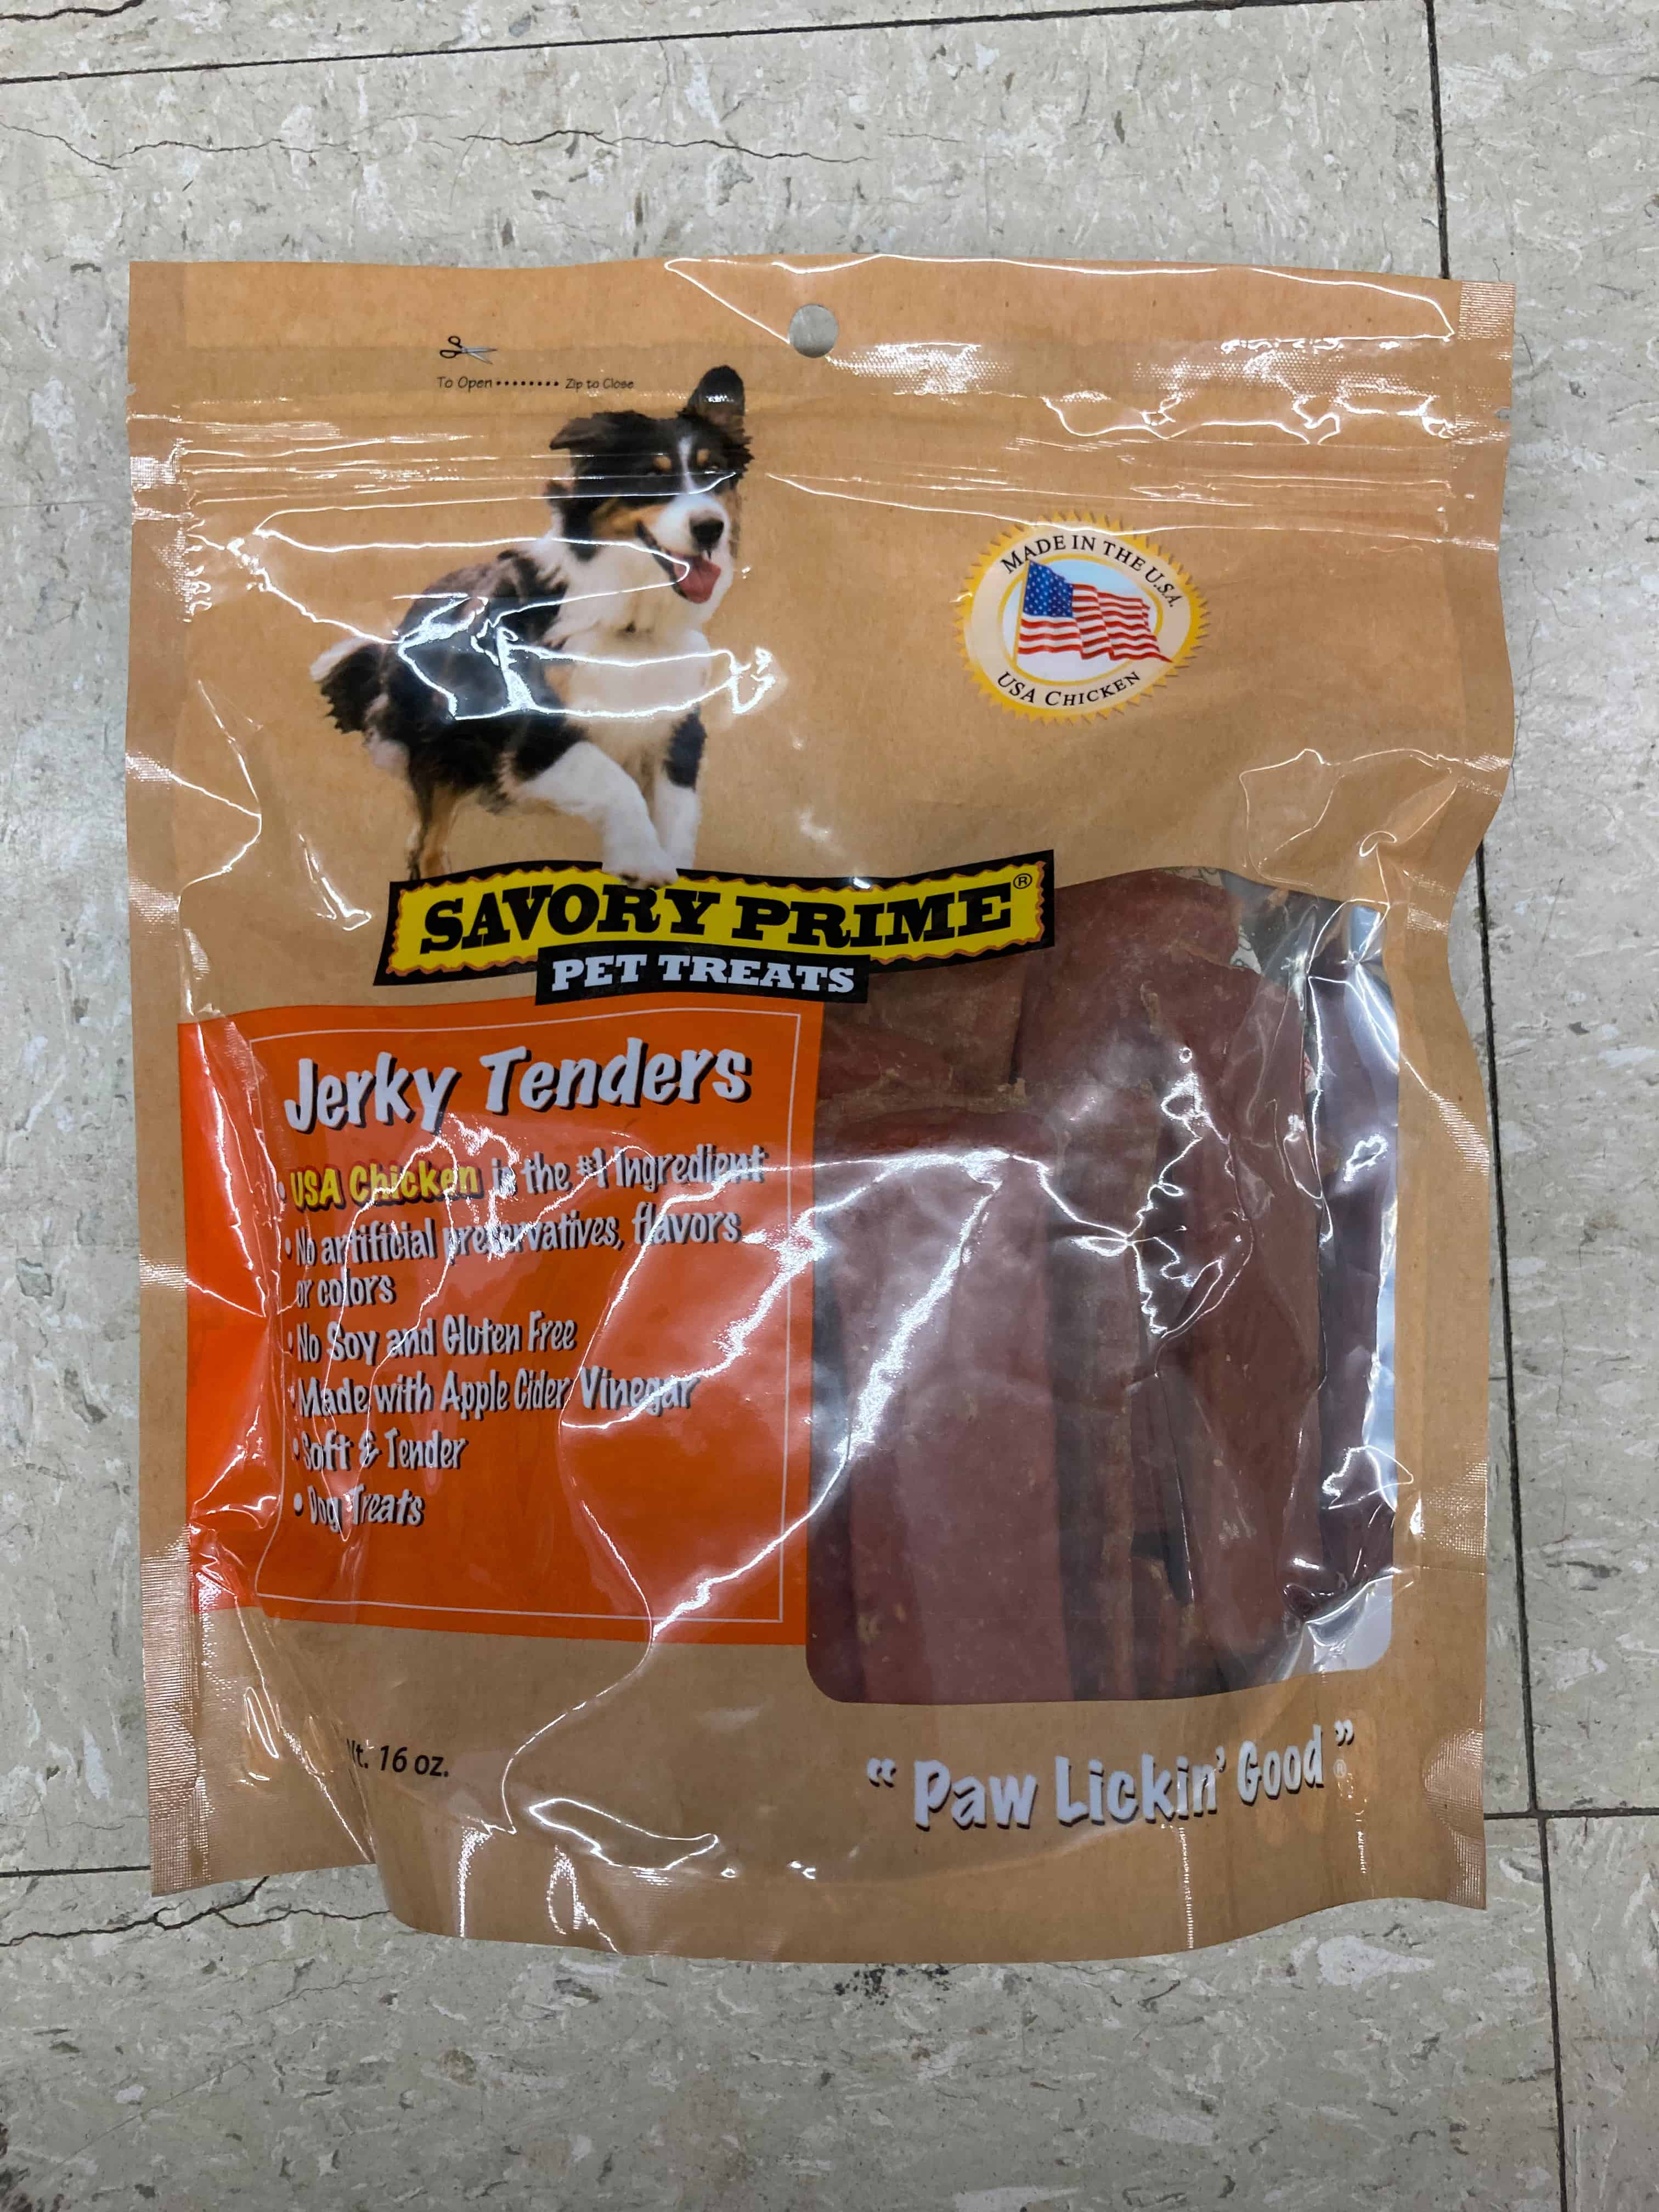 To Open ········ Zip to Close
MADE IN THE U.S.A.
USA CHICKEN
SAVORY PRIME®
PET TREATS
Jerky Tenders
• USA Chicken is the #1 Ingredient
• No artificial preservatives, flavors
or colors
• No Soy and Gluten Free
• Made with Apple Cider Vinegar
• Soft & Tender
• Dog Treats
16 oz.
“Paw Lickin' Good”®